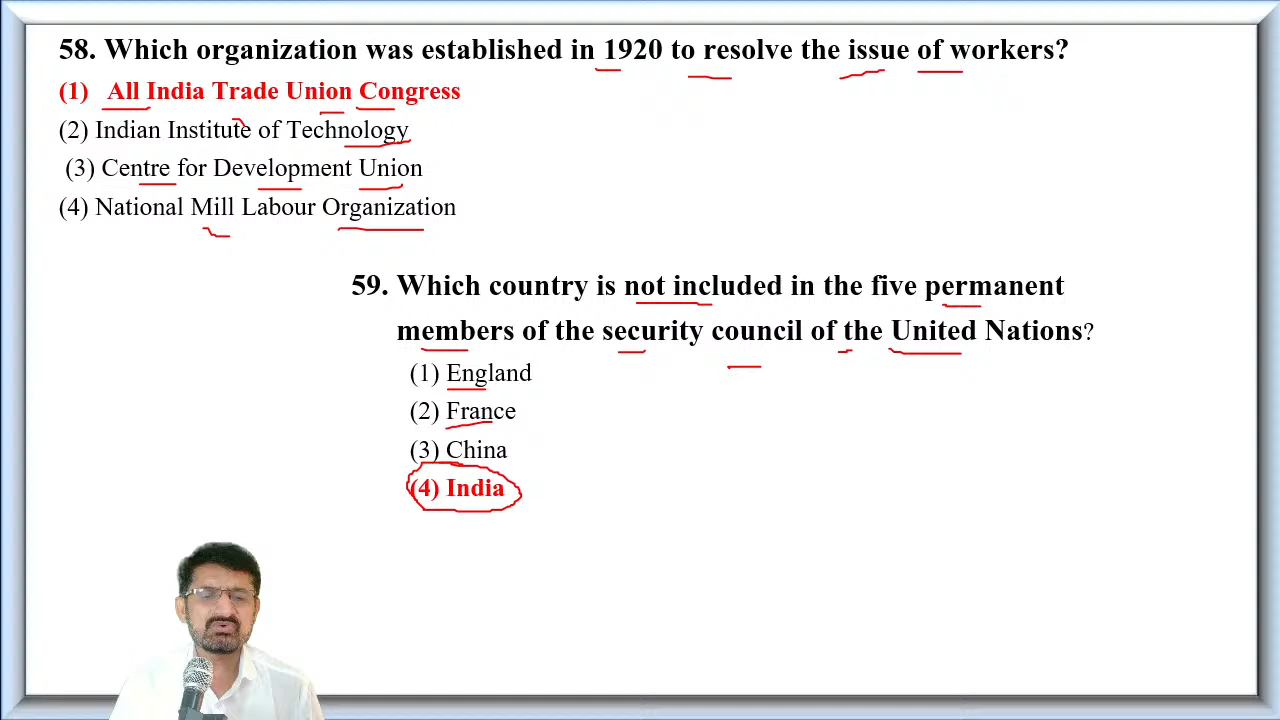 58. Which organization was established in 1920 to resolve the issue of workers?
(1) All India Trade Union Congress
(2) Indian Institute of Technology
(3) Centre for Development Union
(4) National Mill Labour Organization
59. Which country is not included in the five permanent
members of the security council of the United Nations?
(1) England
(2) France
(3) China
(4) India